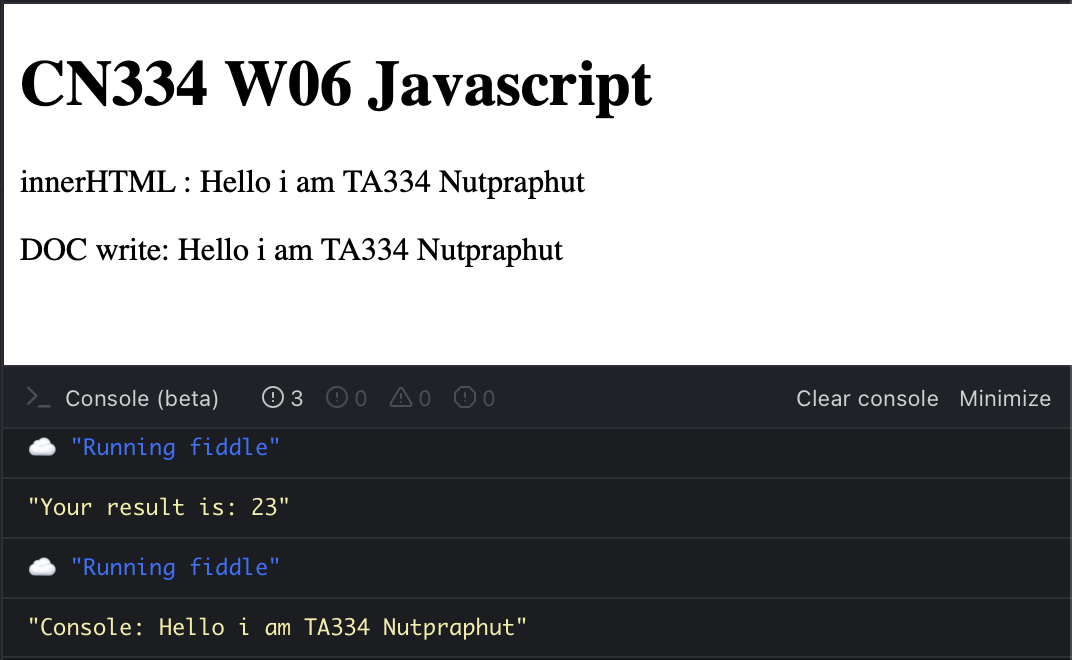 CN334 W06 Javascript
innerHTML : Hello i am TA334 Nutpraphut
DOC write: Hello i am TA334 Nutpraphut
>_ Console (beta) 3 0 0 0 Clear console Minimize
"Running fiddle"
"Your result is: 23"
"Running fiddle"
"Console: Hello i am TA334 Nutpraphut"